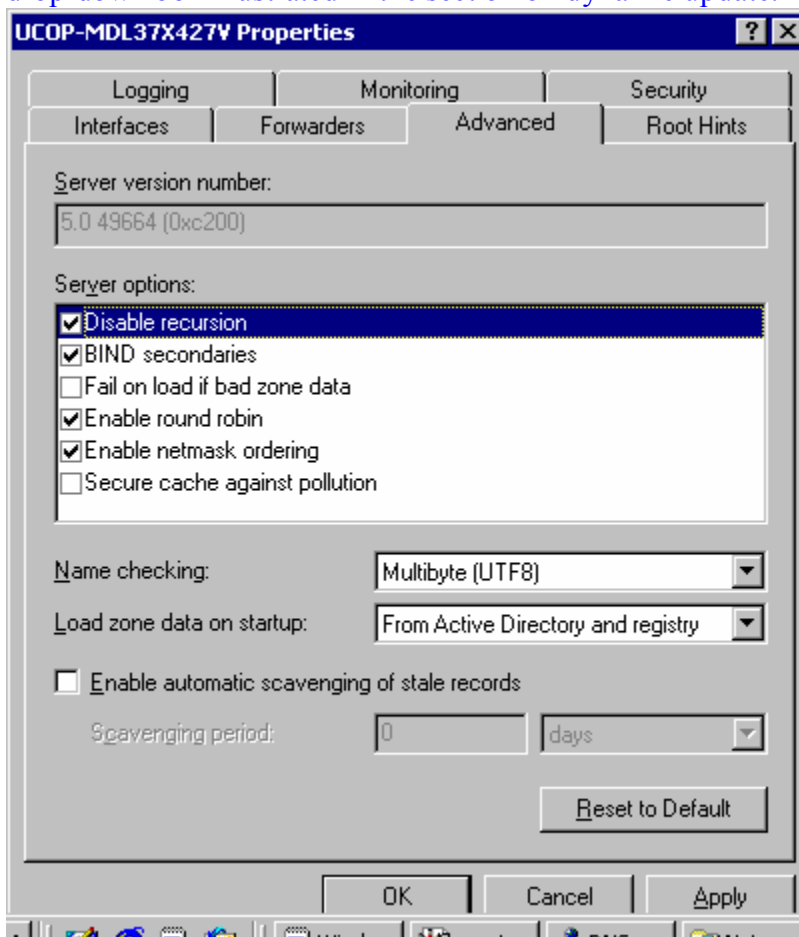 UCOP-MDL37X427V Properties
Logging Monitoring Security
Interfaces Forwarders Advanced Root Hints
Server version number:
5.0 49664 (0xc200)
Server options:
Disable recursion
BIND secondaries
Fail on load if bad zone data
Enable round robin
Enable netmask ordering
Secure cache against pollution
Name checking: Multibyte (UTF8)
Load zone data on startup: From Active Directory and registry
Enable automatic scavenging of stale records
Scavenging period: 0 days
Reset to Default
OK Cancel Apply